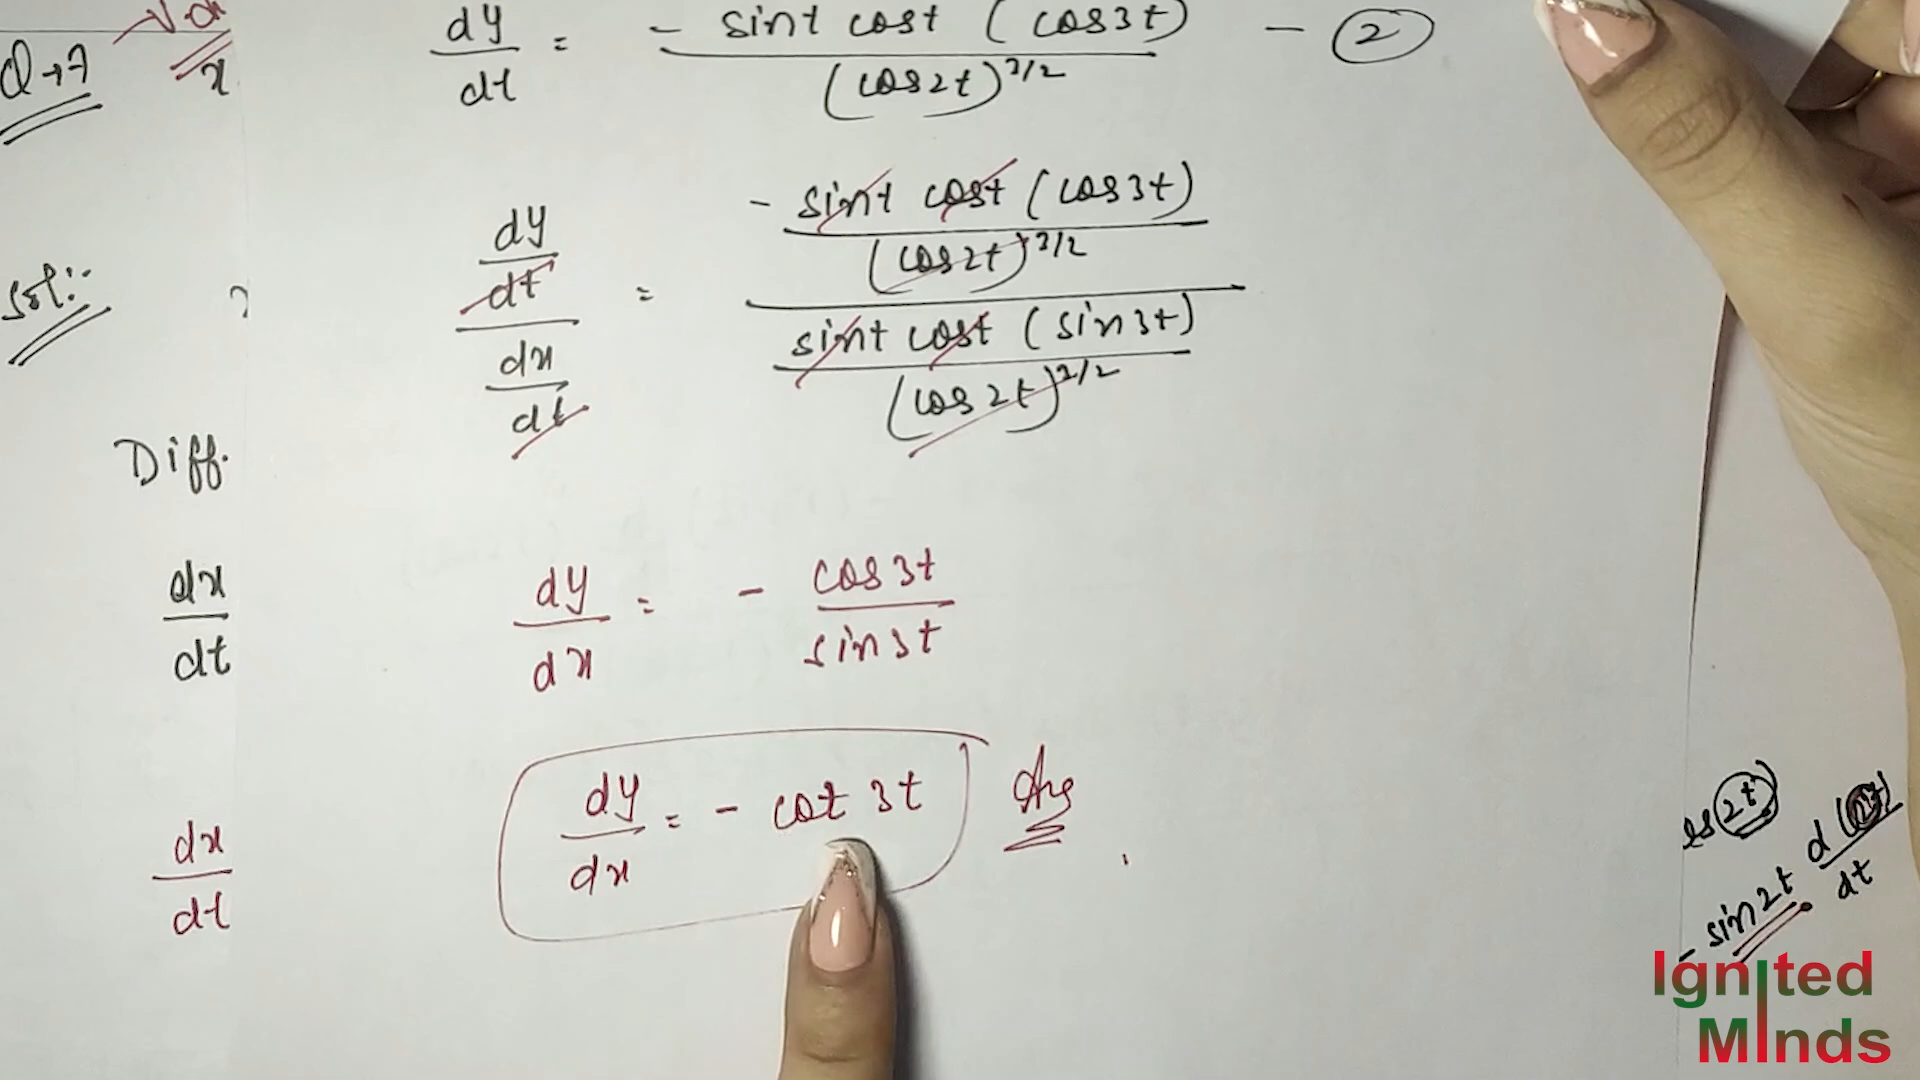 Q→7
x
dy/dt = - sint cost (cos3t) / (cos2t)^3/2 - ②
Sol:-
dy/dt / dx/dt = - sint cost (cos3t) / (cos2t)^3/2 / sint cost (sin3t) / (cos2t)^3/2
Diff.
dx/dt
dy/dx = - cos3t / sin3t
dx/dt
dy/dx = - cot 3t Ans
(2t)
- sin2t d(2t)/dt
Ignited
Minds